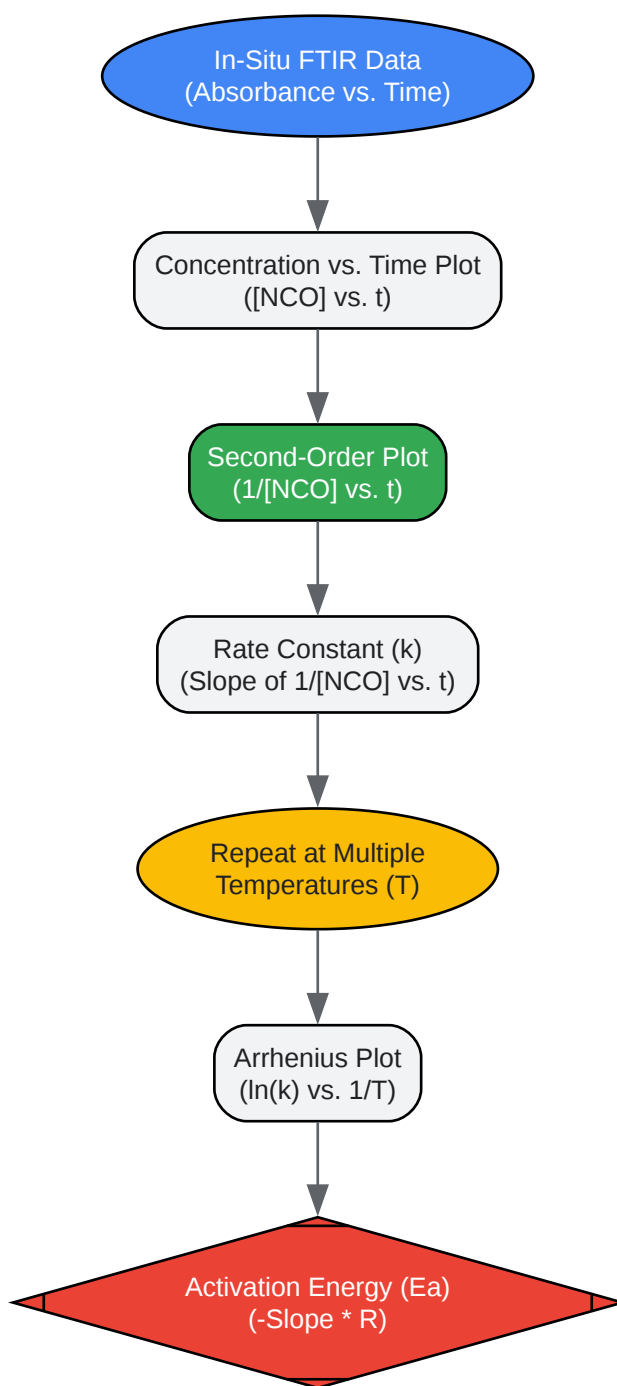 In-Situ FTIR Data
(Absorbance vs. Time)
Concentration vs. Time Plot
([NCO] vs. t)
Second-Order Plot
(1/[NCO] vs. t)
Rate Constant (k)
(Slope of 1/[NCO] vs. t)
Repeat at Multiple
Temperatures (T)
Arrhenius Plot
(ln(k) vs. 1/T)
Activation Energy (Ea)
(-Slope * R)